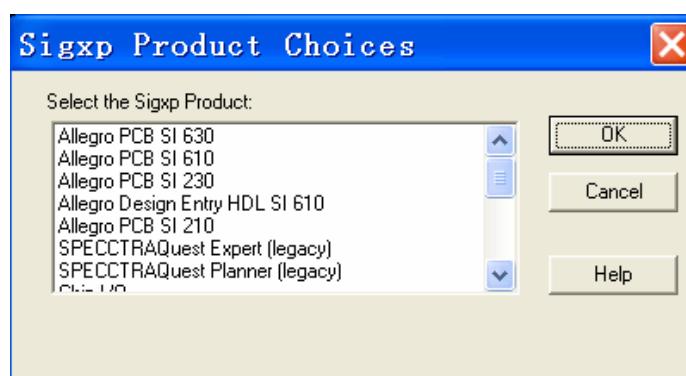 Sigxp Product Choices
Select the Sigxp Product:
Allegro PCB SI 630
Allegro PCB SI 610
Allegro PCB SI 230
Allegro Design Entry HDL SI 610
Allegro PCB SI 210
SPECCTRAQuest Expert (legacy)
SPECCTRAQuest Planner (legacy)
OK
Cancel
Help